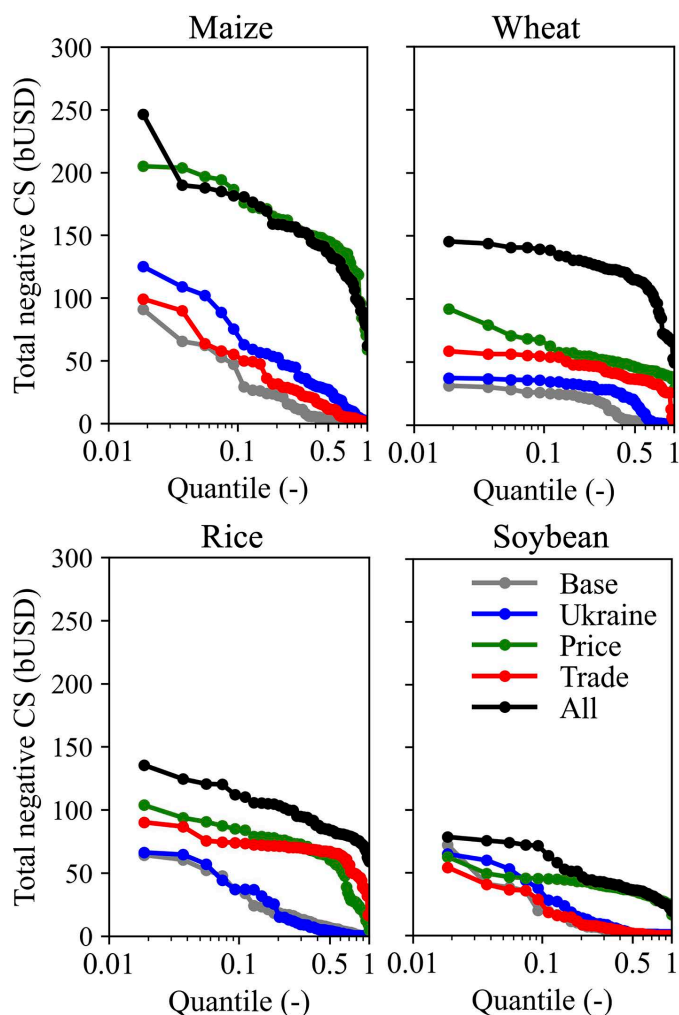 Maize
Wheat
300
250
200
150
100
50
0
Total negative CS (bUSD)
0.01
0.1
0.5
1
Quantile (-)
0.01
0.1
0.5
1
Quantile (-)
Rice
Soybean
300
250
200
150
100
50
0
Total negative CS (bUSD)
Base
Ukraine
Price
Trade
All
0.01
0.1
0.5
1
Quantile (-)
0.01
0.1
0.5
1
Quantile (-)